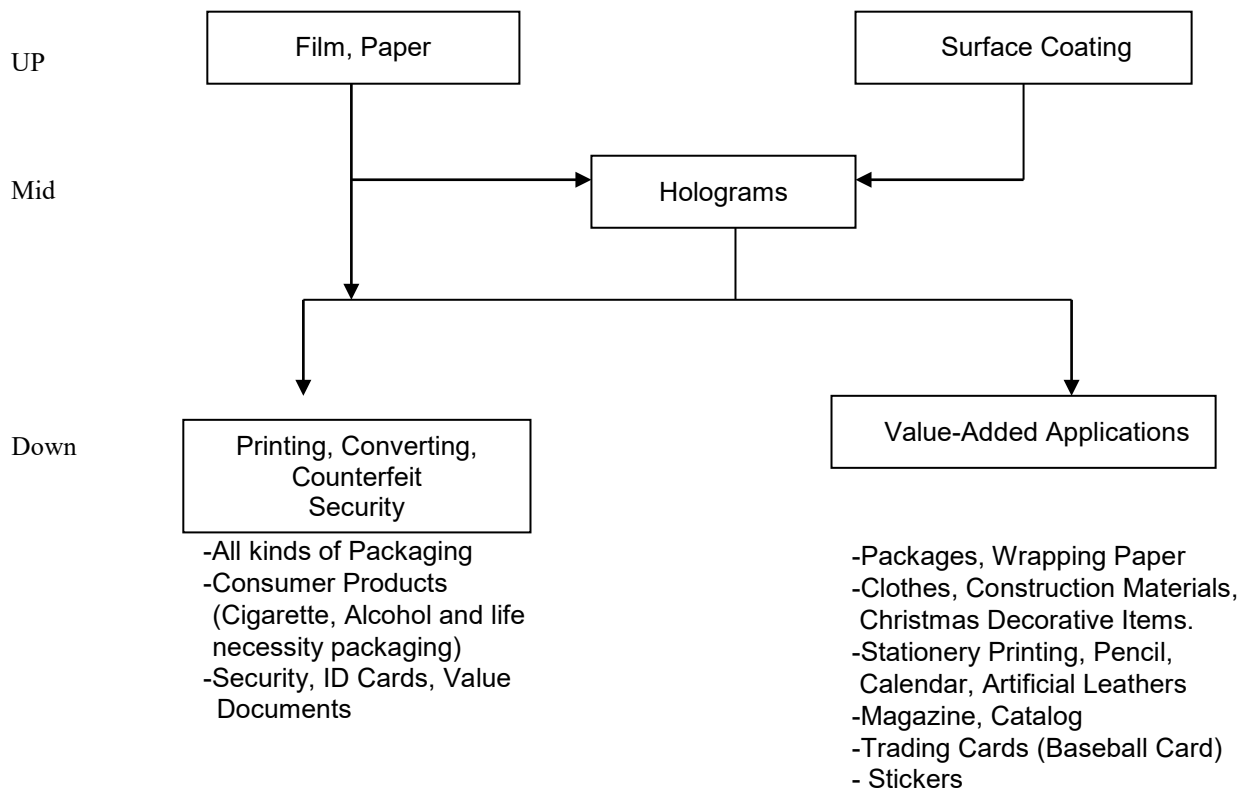 UP
Film, Paper
Surface Coating
Mid
Holograms
Down
Printing, Converting,
Counterfeit
Security
Value-Added Applications
-All kinds of Packaging
-Consumer Products
(Cigarette, Alcohol and life
necessity packaging)
-Security, ID Cards, Value
Documents
-Packages, Wrapping Paper
-Clothes, Construction Materials,
Christmas Decorative Items.
-Stationery Printing, Pencil,
Calendar, Artificial Leathers
-Magazine, Catalog
-Trading Cards (Baseball Card)
- Stickers